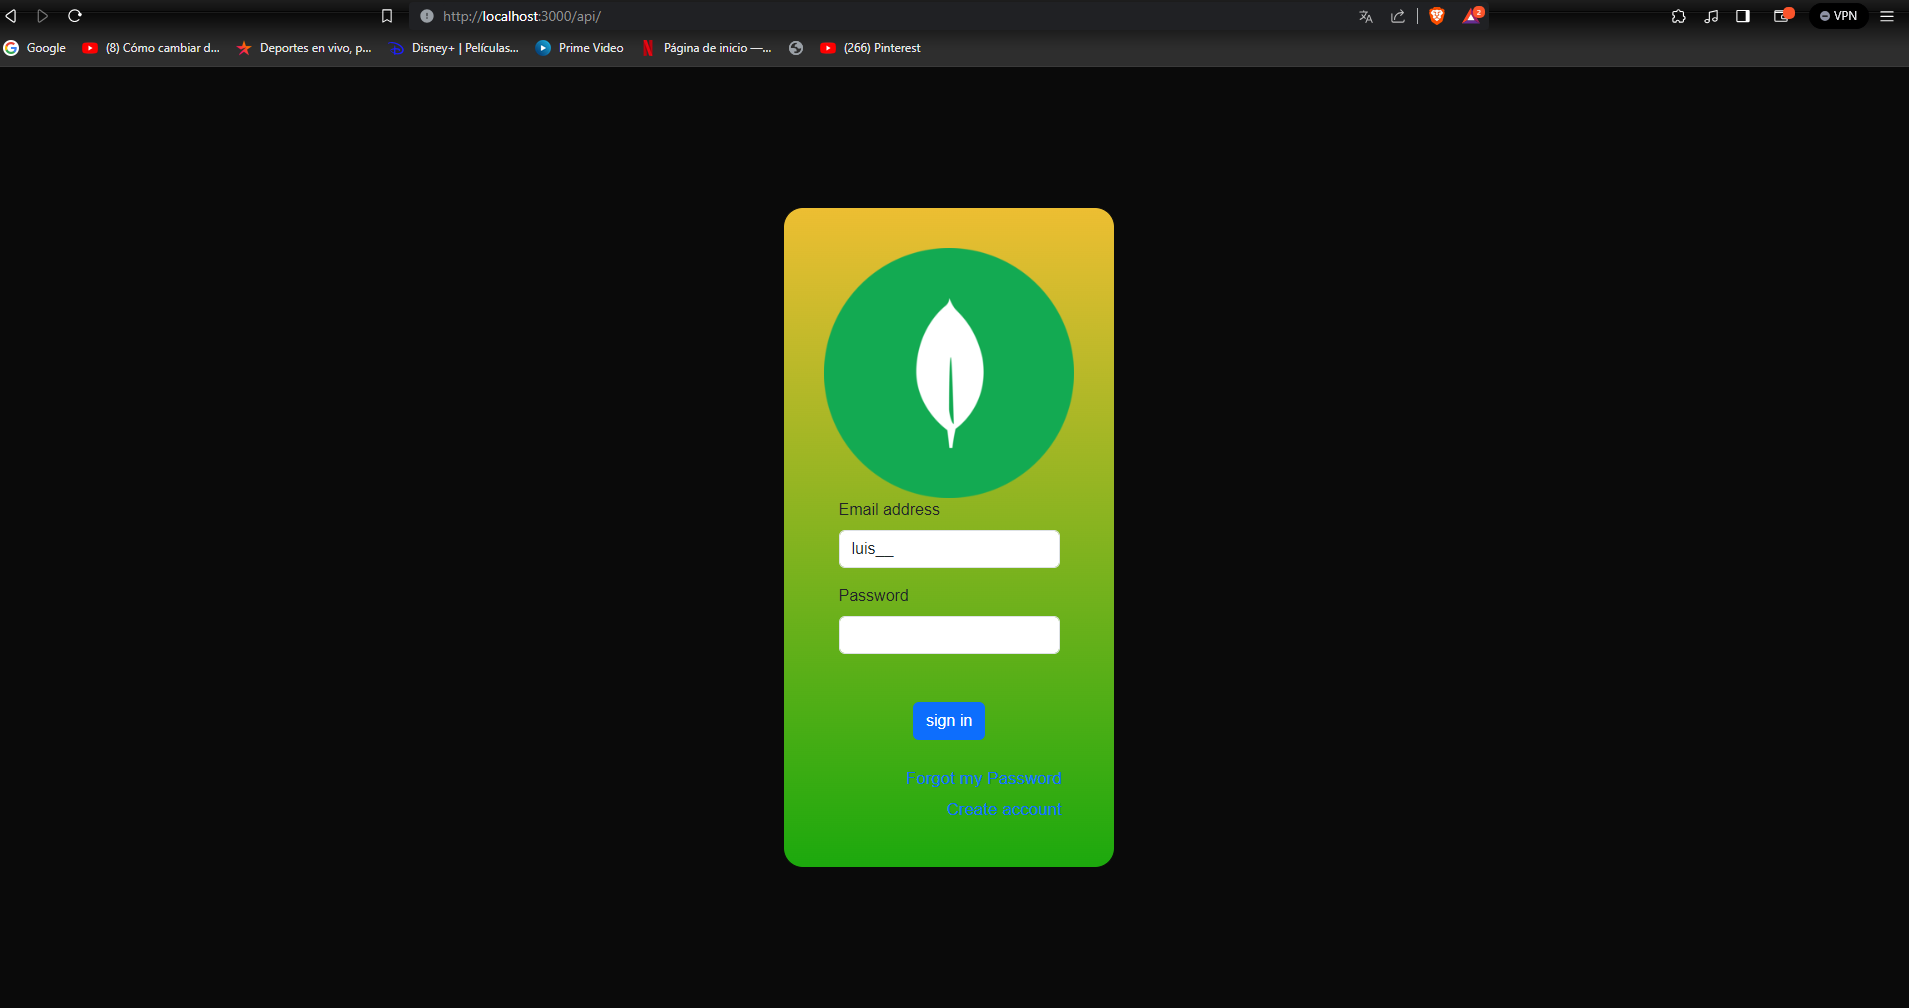 http://localhost:3000/api/
2
VPN
Google
(8) Cómo cambiar d...
Deportes en vivo, p...
Disney+ | Películas...
Prime Video
Página de inicio —...
(266) Pinterest
Email address
luis__
Password
sign in
Forgot my Password
Create account